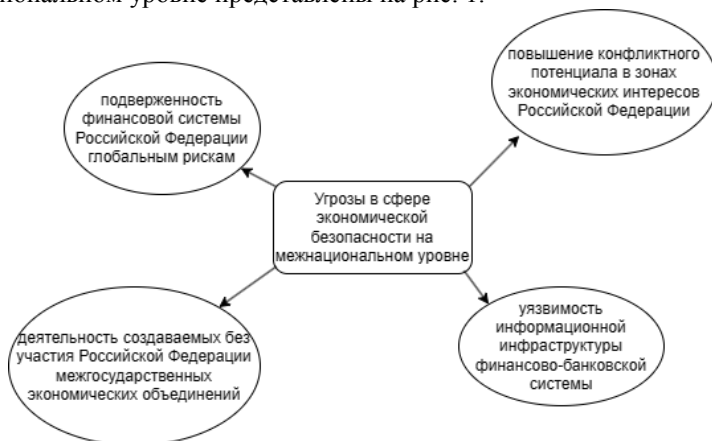 иональном уровне представлены на рис. 1.
подверженность
финансовой системы
Российской Федерации
глобальным рискам
повышение конфликтного
потенциала в зонах
экономических интересов
Российской Федерации
Угрозы в сфере
экономической
безопасности на
межнациональном уровне
деятельность создаваемых без
участия Российской Федерации
межгосударственных
экономических объединений
уязвимость
информационной
инфраструктуры
финансово-банковской
системы